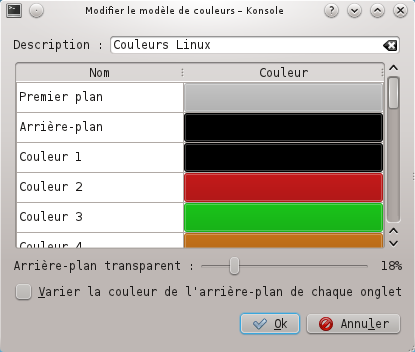 Modifier le modèle de couleurs – Konsole
Description : Couleurs Linux
Nom Couleur
Premier plan
Arrière-plan
Couleur 1
Couleur 2
Couleur 3
Couleur 4
Arrière-plan transparent : 18%
Varier la couleur de l'arrière-plan de chaque onglet
Ok Annuler